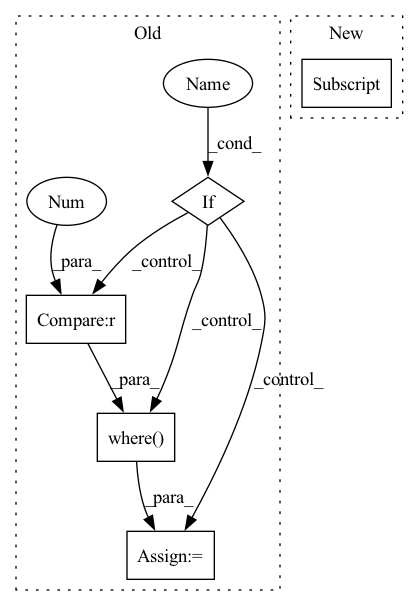 Old
New
Name
Subscript
_cond_
Num
If
_para_
_control_
Compare:r
_control_
_para_
_control_
where()
_para_
Assign:=